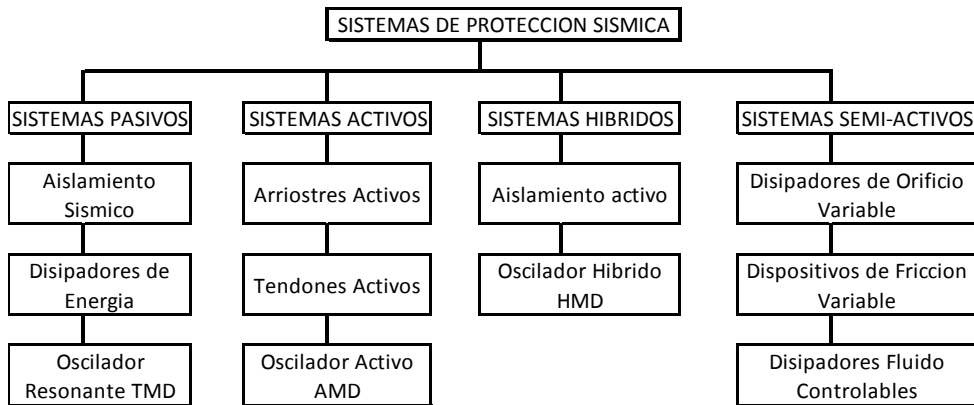 SISTEMAS DE PROTECCION SISMICA
SISTEMAS PASIVOS
SISTEMAS ACTIVOS
SISTEMAS HIBRIDOS
SISTEMAS SEMI-ACTIVOS
Aislamiento
Sismico
Arriostres Activos
Aislamiento activo
Disipadores de Orificio
Variable
Disipadores de
Energia
Tendones Activos
Oscilador Hibrido
HMD
Dispositivos de Friccion
Variable
Oscilador
Resonante TMD
Oscilador Activo
AMD
Disipadores Fluido
Controlables